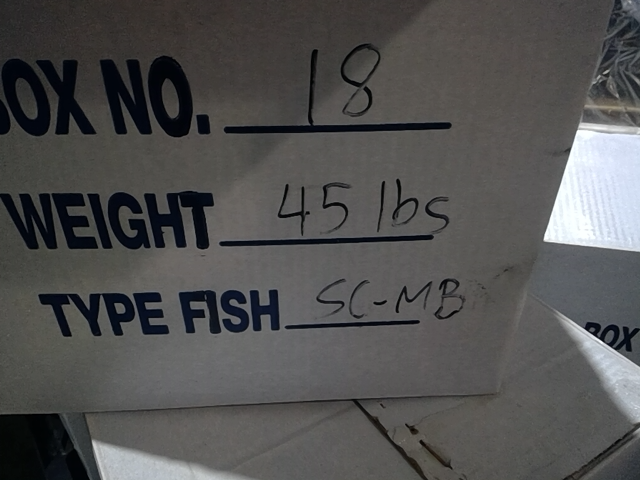 BOX NO. 18
WEIGHT 45 lbs
TYPE FISH SC-MB
BOX